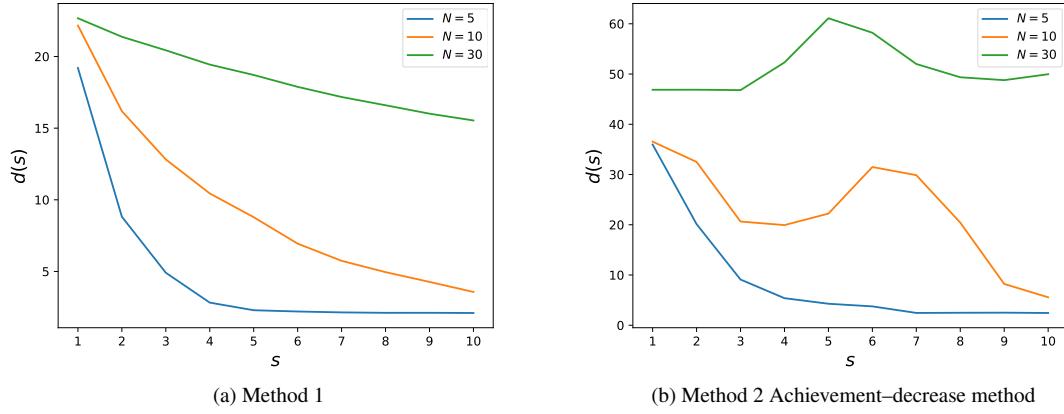 N = 5
N = 10
N = 30
20
15
10
5
d(s)
1 2 3 4 5 6 7 8 9 10
s
(a) Method 1
N = 5
N = 10
N = 30
60
50
40
30
20
10
0
d(s)
1 2 3 4 5 6 7 8 9 10
s
(b) Method 2 Achievement–decrease method